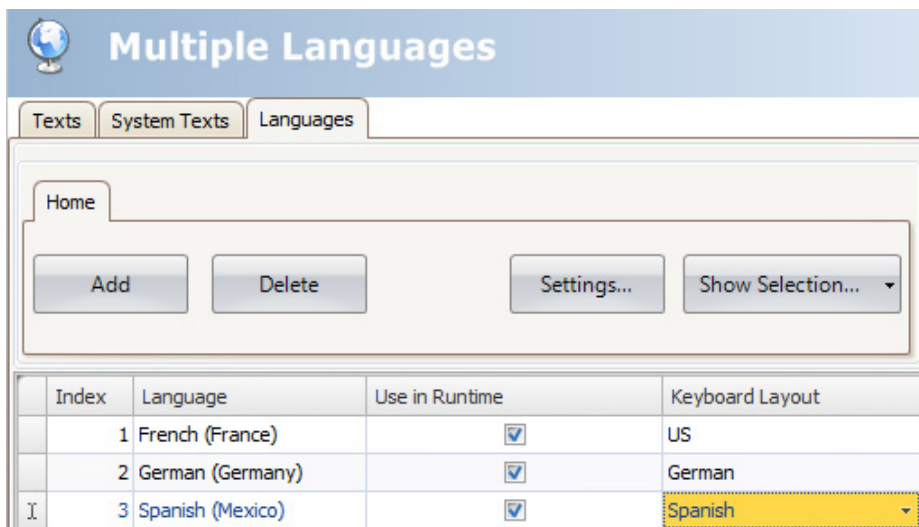 Multiple Languages
Texts System Texts Languages
Home
Add Delete Settings... Show Selection...
Index Language Use in Runtime Keyboard Layout
1 French (France) US
2 German (Germany) German
3 Spanish (Mexico) Spanish